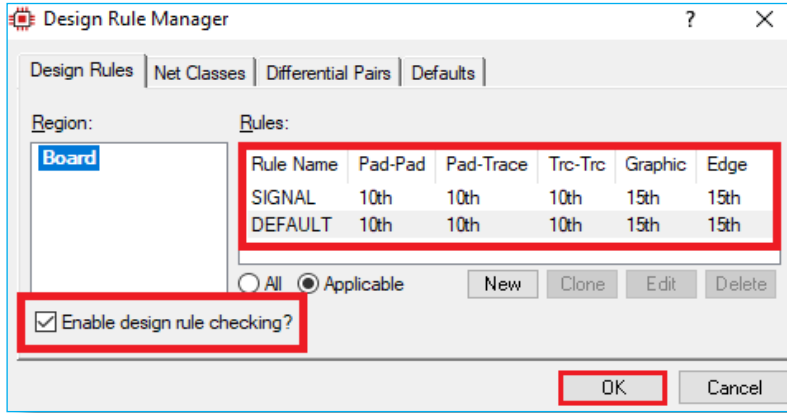 Design Rule Manager ? X
Design Rules Net Classes Differential Pairs Defaults
Region: Rules:
Board
Rule Name Pad-Pad Pad-Trace Trc-Trc Graphic Edge
SIGNAL 10th 10th 10th 15th 15th
DEFAULT 10th 10th 10th 15th 15th
All Applicable New Clone Edit Delete
Enable design rule checking?
OK Cancel